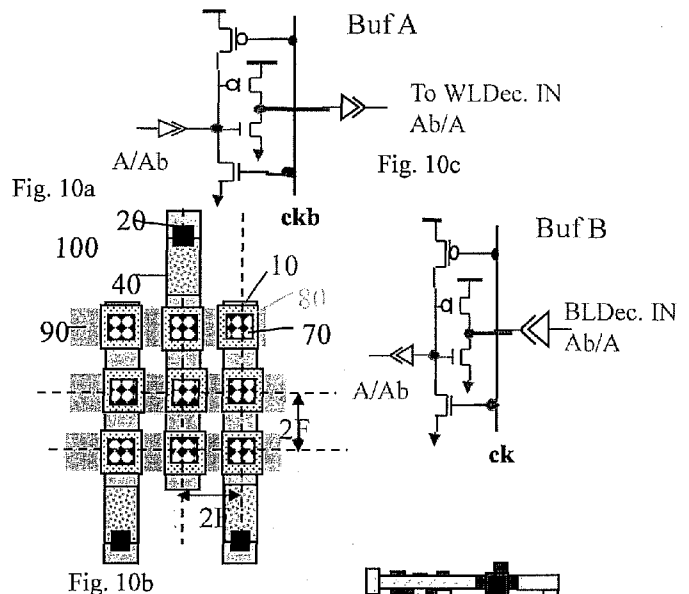 Buf A
To WLDec. IN
Ab/A
A/Ab
Fig. 10c
Fig. 10a
ckb
20
100
10
40
80
90
70
2F
2F
Fig. 10b
Buf B
BLDec. IN
Ab/A
A/Ab
ck